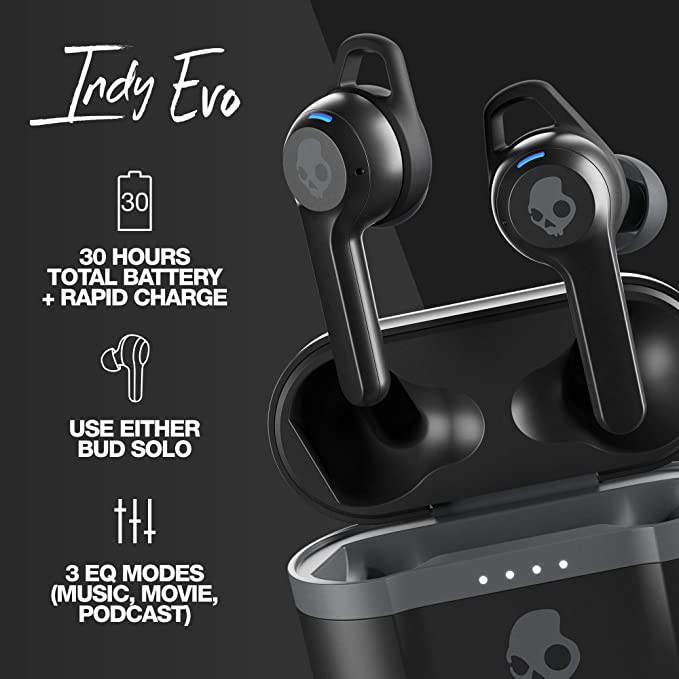 Indy Evo
30
30 HOURS
TOTAL BATTERY
+ RAPID CHARGE
USE EITHER
BUD SOLO
3 EQ MODES
(MUSIC, MOVIE,
PODCAST)